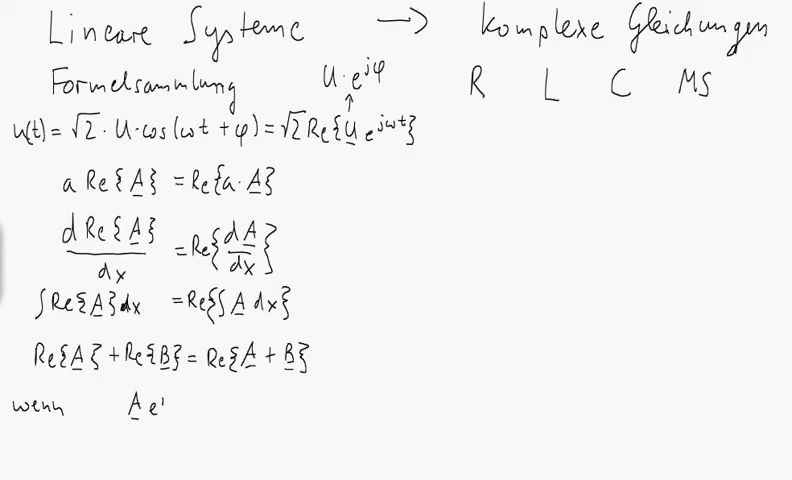 Lineare Systeme → komplexe Gleichungen
Formelsammlung U·e^{jφ} R L C MS
u(t) = √2 · U·cos(ωt + φ) = √2 Re{U̲ e^{jωt}}
a Re{A̲} = Re{a·A̲}
d Re{A̲}/dx = Re{dA̲/dx}
∫Re{A̲}dx = Re{∫A̲ dx}
Re{A̲} + Re{B̲} = Re{A̲ + B̲}
wenn A̲ e